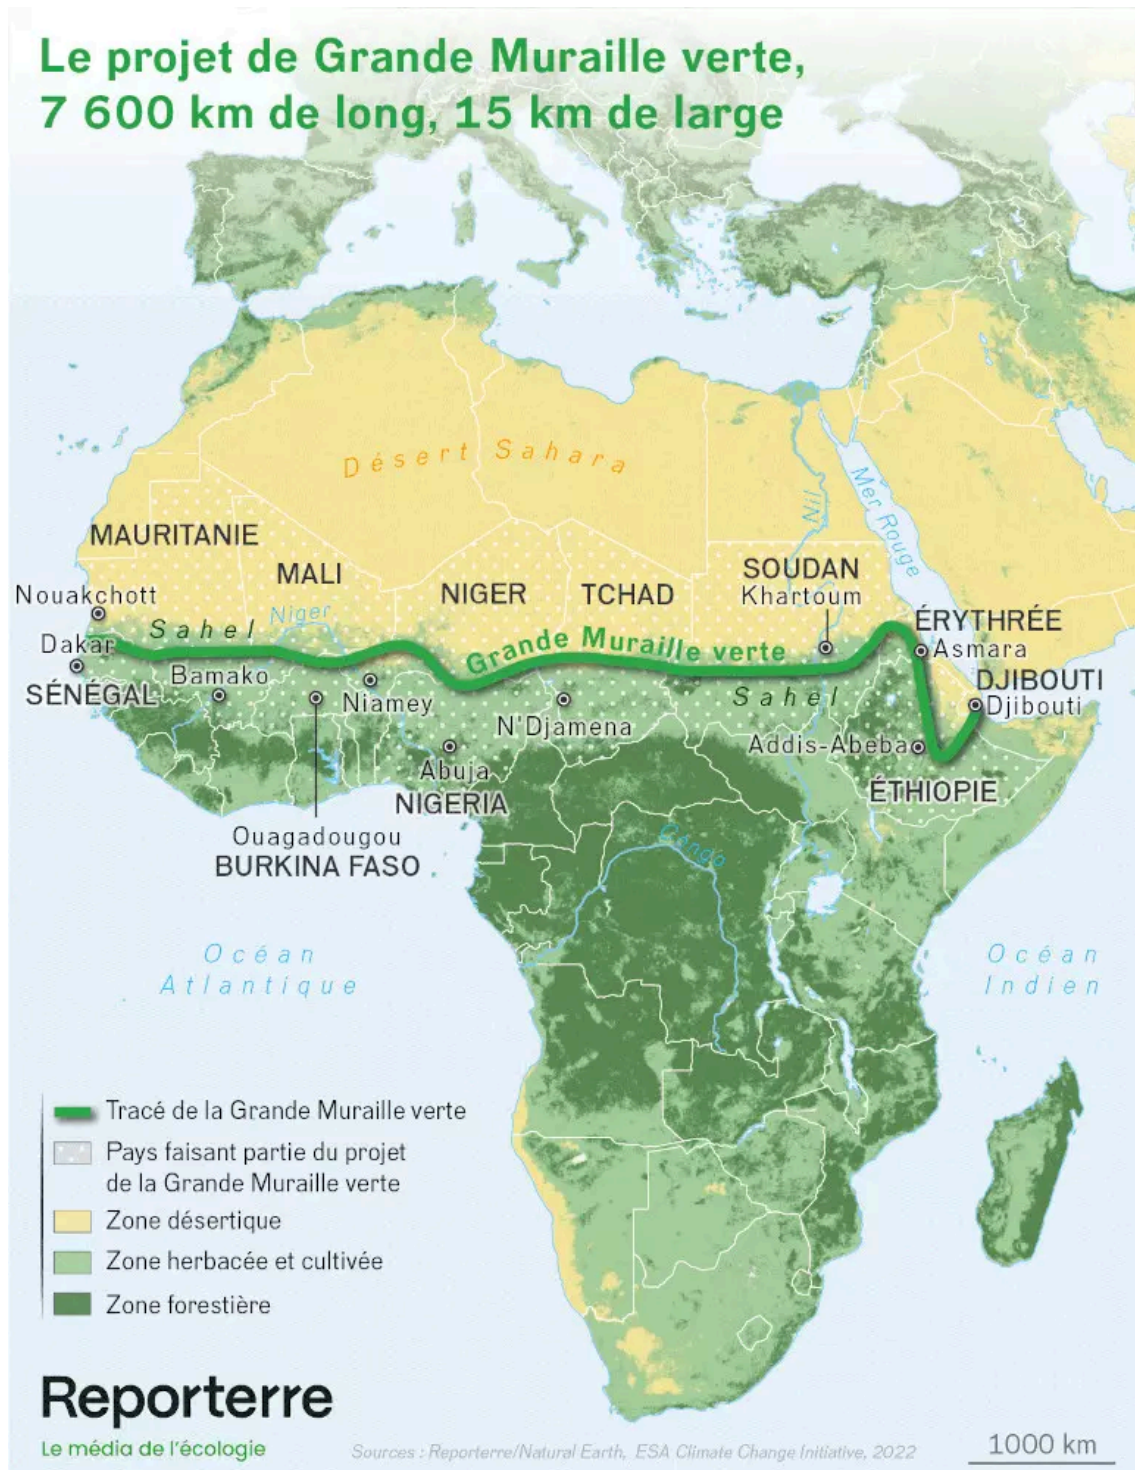 Le projet de Grande Muraille verte,
7 600 km de long, 15 km de large
Désert Sahara
Nil
Mer Rouge
MAURITANIE
MALI
NIGER
TCHAD
SOUDAN
Khartoum
Nouakchott
Niger
Sahel
Grande Muraille verte
ÉRYTHRÉE
Asmara
Dakar
SÉNÉGAL
Bamako
Niamey
Sahel
DJIBOUTI
Djibouti
N'Djamena
Addis-Abeba
Abuja
NIGERIA
ÉTHIOPIE
Ouagadougou
BURKINA FASO
Congo
Océan
Atlantique
Océan
Indien
Tracé de la Grande Muraille verte
Pays faisant partie du projet
de la Grande Muraille verte
Zone désertique
Zone herbacée et cultivée
Zone forestière
Reporterre
Le média de l'écologie
Sources : Reporterre/Natural Earth, ESA Climate Change Initiative, 2022
1000 km